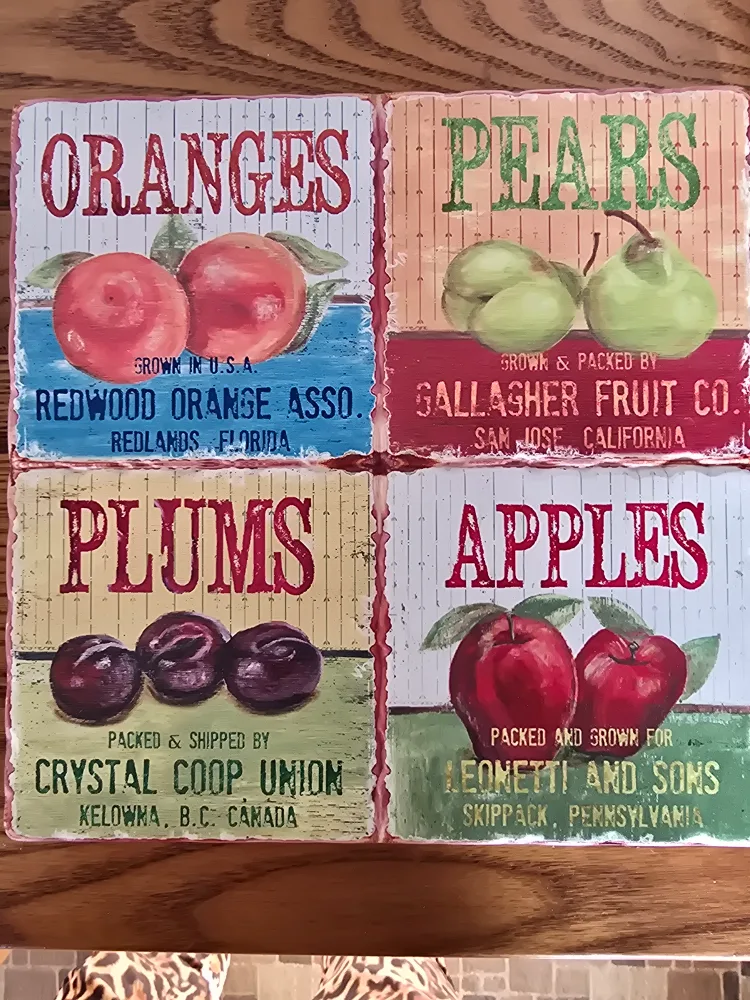 ORANGES
GROWN IN U.S.A.
REDWOOD ORANGE ASSO.
REDLANDS FLORIDA
PEARS
GROWN & PACKED BY
GALLAGHER FRUIT CO.
SAN JOSE, CALIFORNIA
PLUMS
PACKED & SHIPPED BY
CRYSTAL COOP UNION
KELOWNA, B.C. CANADA
APPLES
PACKED AND GROWN FOR
LEONETTI AND SONS
SKIPPACK, PENNSYLVANIA